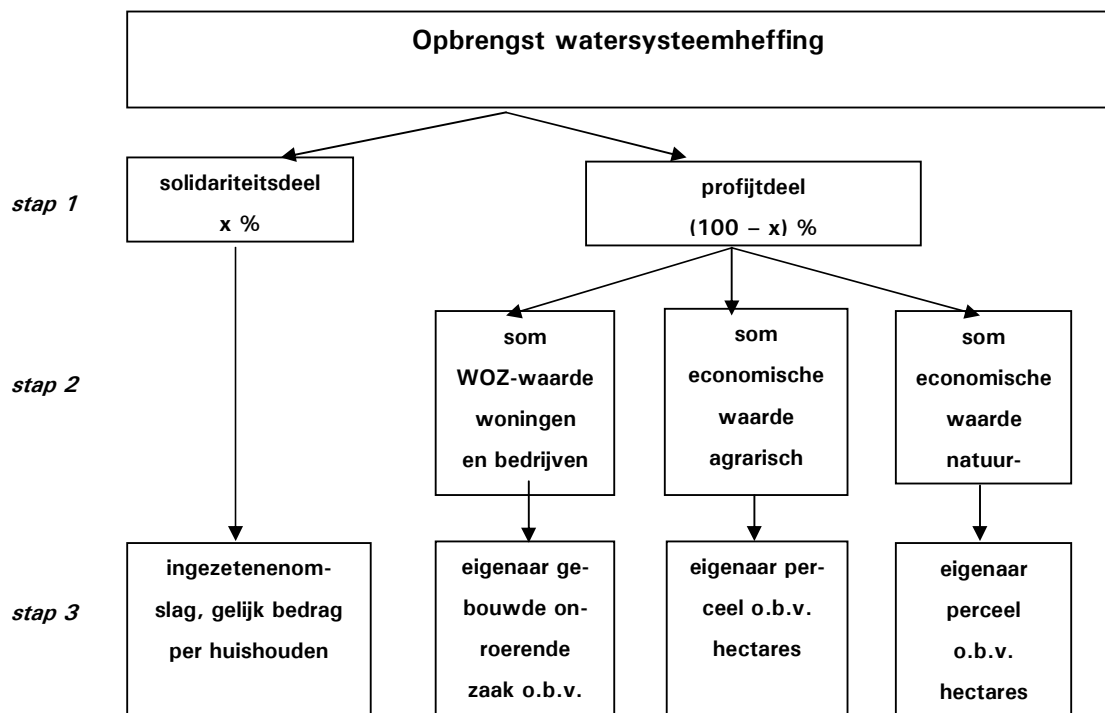 Opbrengst watersysteemheffing
stap 1
solidariteitsdeel
x %
profijtdeel
(100 – x) %
stap 2
som
WOZ-waarde
woningen
en bedrijven
som
economische
waarde
agrarisch
som
economische
waarde
natuur-
stap 3
ingezetenenom-
slag, gelijk bedrag
per huishouden
eigenaar ge-
bouwde on-
roerende
zaak o.b.v.
eigenaar per-
ceel o.b.v.
hectares
eigenaar
perceel
o.b.v.
hectares